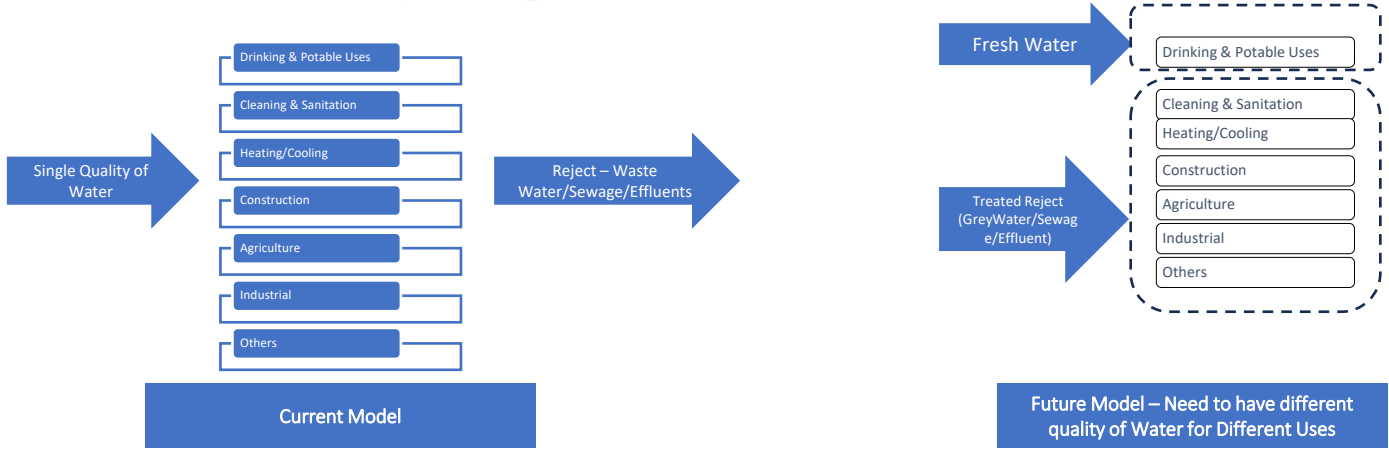 Single Quality of
Water
Drinking & Potable Uses
Cleaning & Sanitation
Heating/Cooling
Construction
Agriculture
Industrial
Others
Reject – Waste
Water/Sewage/Effluents
Current Model
Fresh Water
Treated Reject
(GreyWater/Sewag
e/Effluent)
Drinking & Potable Uses
Cleaning & Sanitation
Heating/Cooling
Construction
Agriculture
Industrial
Others
Future Model – Need to have different
quality of Water for Different Uses